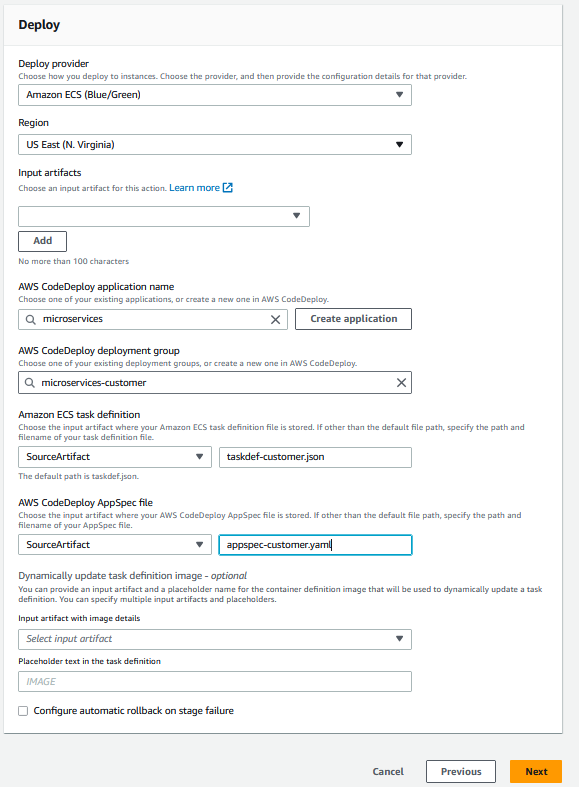 Deploy
Deploy provider
Choose how you deploy to instances. Choose the provider, and then provide the configuration details for that provider.
Amazon ECS (Blue/Green)
Region
US East (N. Virginia)
Input artifacts
Choose an input artifact for this action. Learn more
Add
No more than 100 characters
AWS CodeDeploy application name
Choose one of your existing applications, or create a new one in AWS CodeDeploy.
microservices
Create application
AWS CodeDeploy deployment group
Choose one of your existing deployment groups, or create a new one in AWS CodeDeploy.
microservices-customer
Amazon ECS task definition
Choose the input artifact where your Amazon ECS task definition file is stored. If other than the default file path, specify the path and
filename of your task definition file.
SourceArtifact
taskdef-customer.json
The default path is taskdef.json.
AWS CodeDeploy AppSpec file
Choose the input artifact where your AWS CodeDeploy AppSpec file is stored. If other than the default file path, specify the path and
filename of your AppSpec file.
SourceArtifact
appspec-customer.yaml
Dynamically update task definition image - optional
You can provide an input artifact and a placeholder name for the container definition image that will be used to dynamically update a task
definition. You can specify multiple input artifacts and placeholders.
Input artifact with image details
Select input artifact
Placeholder text in the task definition
IMAGE
Configure automatic rollback on stage failure
Cancel
Previous
Next